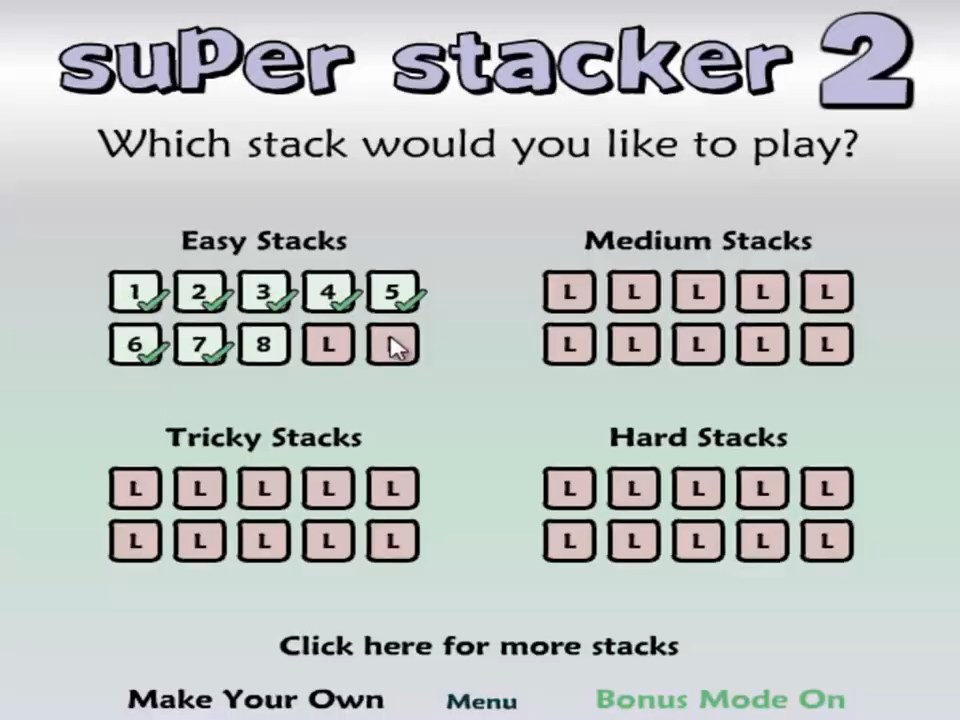 super stacker 2
Which stack would you like to play?
Easy Stacks
1 2 3 4 5
6 7 8 L
Medium Stacks
L L L L L
L L L L L
Tricky Stacks
L L L L L
L L L L L
Hard Stacks
L L L L L
L L L L L
Click here for more stacks
Make Your Own Menu Bonus Mode On